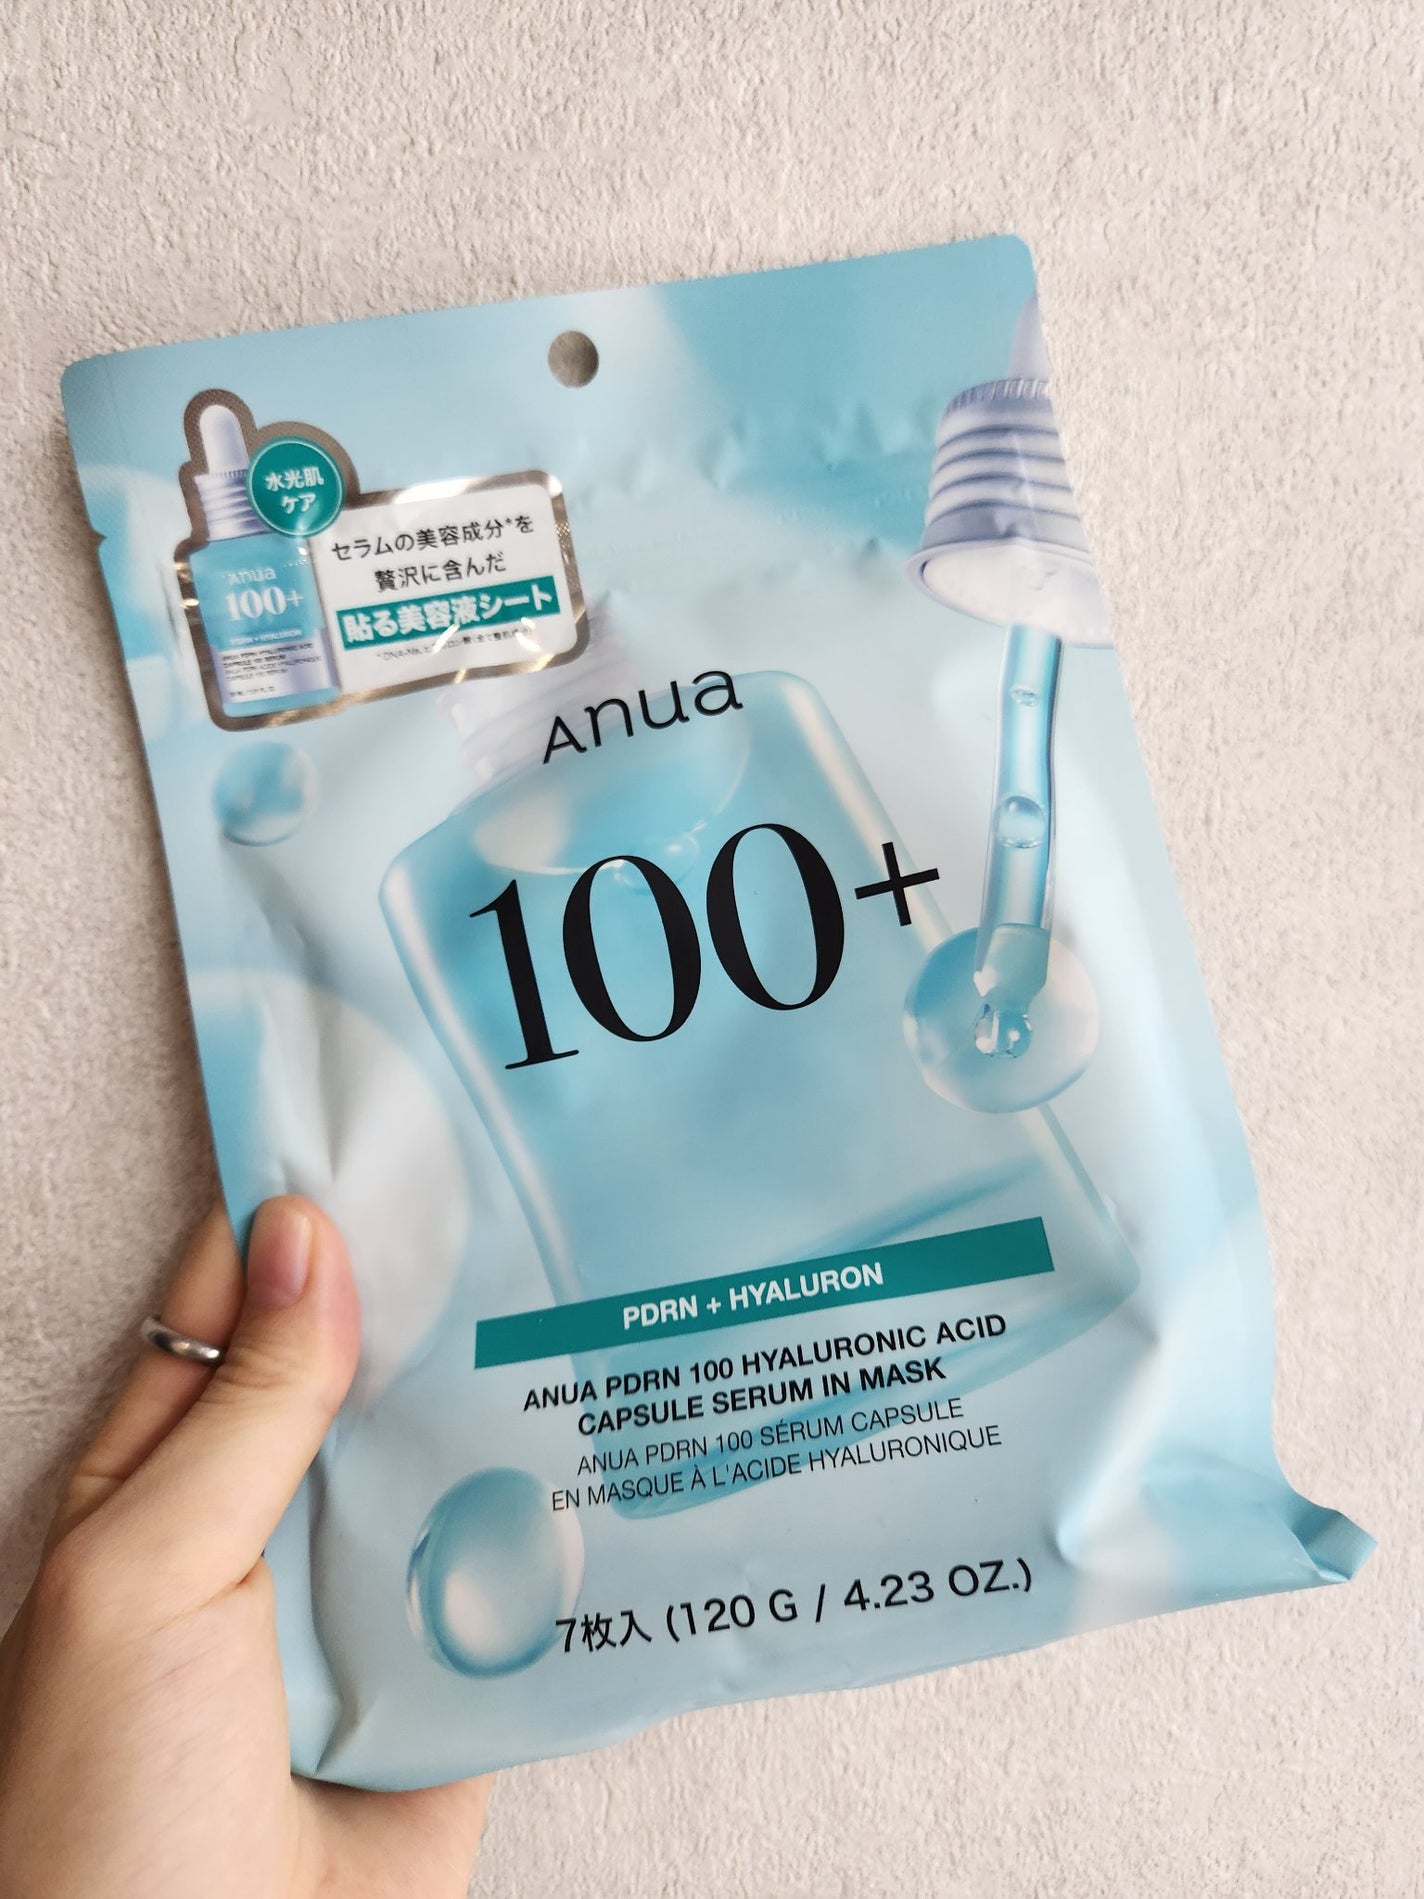 水光肌
ケア
セラムの美容成分*を
贅沢に含んだ
貼る美容液シート
Anua
100+
PDRN + HYALURON
Anua
100+
PDRN + HYALURON
ANUA PDRN 100 HYALURONIC ACID
CAPSULE SERUM IN MASK
ANUA PDRN 100 SÉRUM CAPSULE
EN MASQUE À L'ACIDE HYALURONIQUE
7枚入 (120 G / 4.23 OZ.)